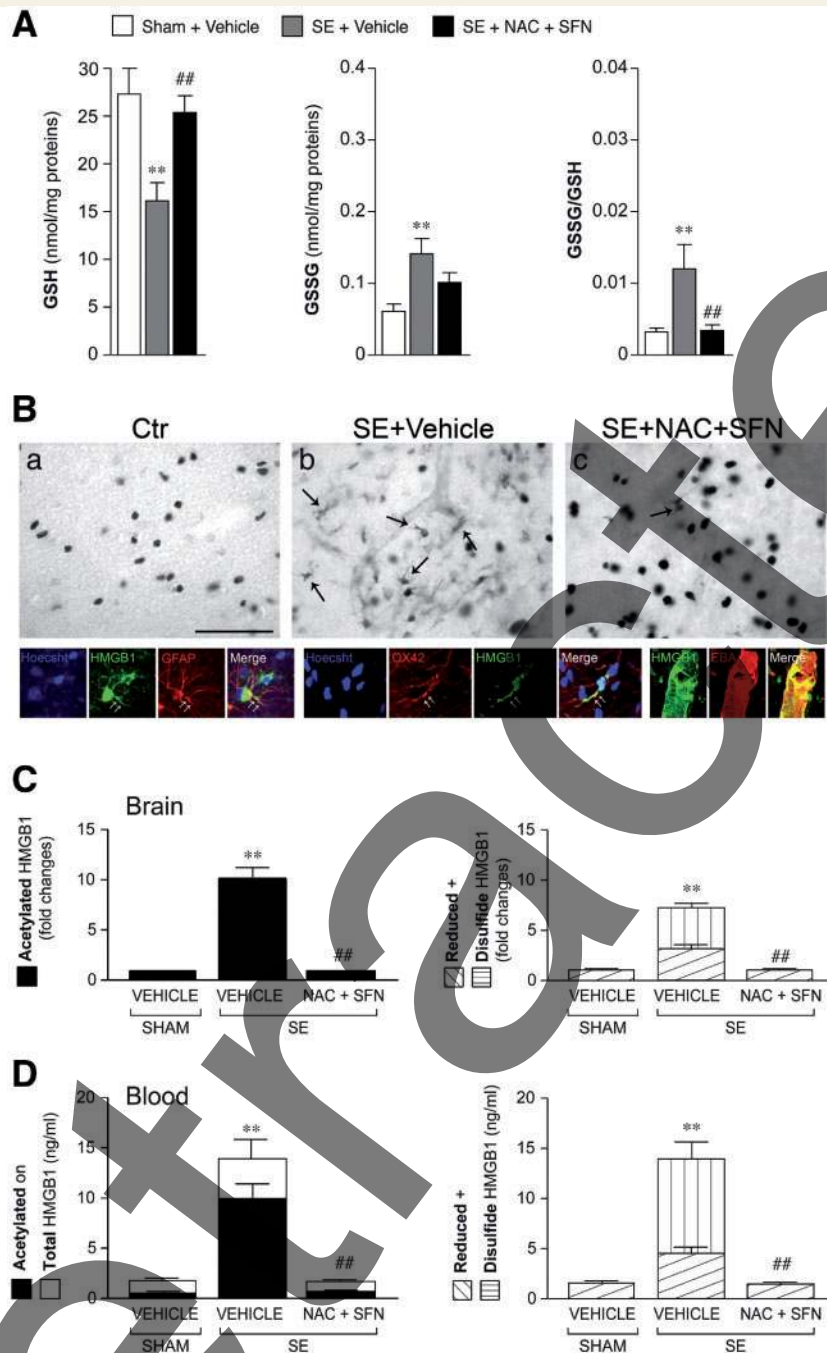 A
Sham + Vehicle SE + Vehicle SE + NAC + SFN
GSH (nmol/mg proteins)
30
25
20
15
10
5
0
**
##
GSSG (nmol/mg proteins)
0.4
0.3
0.2
0.1
0
**
GSSG/GSH
0.04
0.03
0.02
0.01
0
**
##
B
Ctr SE+Vehicle SE+NAC+SFN
a b c
Hoecsht HMGB1 GFAP Merge Hoechst OX42 HMGB1 Merge HMGB1 EBA Merge
C
Brain
Acetylated HMGB1
(fold changes)
15
10
5
0
**
##
VEHICLE VEHICLE NAC + SFN
SHAM SE
Reduced +
Disulfide HMGB1
(fold changes)
15
10
5
0
**
##
VEHICLE VEHICLE NAC + SFN
SHAM SE
D
Blood
Acetylated on
Total HMGB1 (ng/ml)
20
15
10
5
0
**
##
VEHICLE VEHICLE NAC + SFN
SHAM SE
Reduced +
Disulfide HMGB1 (ng/ml)
20
15
10
5
0
**
##
VEHICLE VEHICLE NAC + SFN
SHAM SE